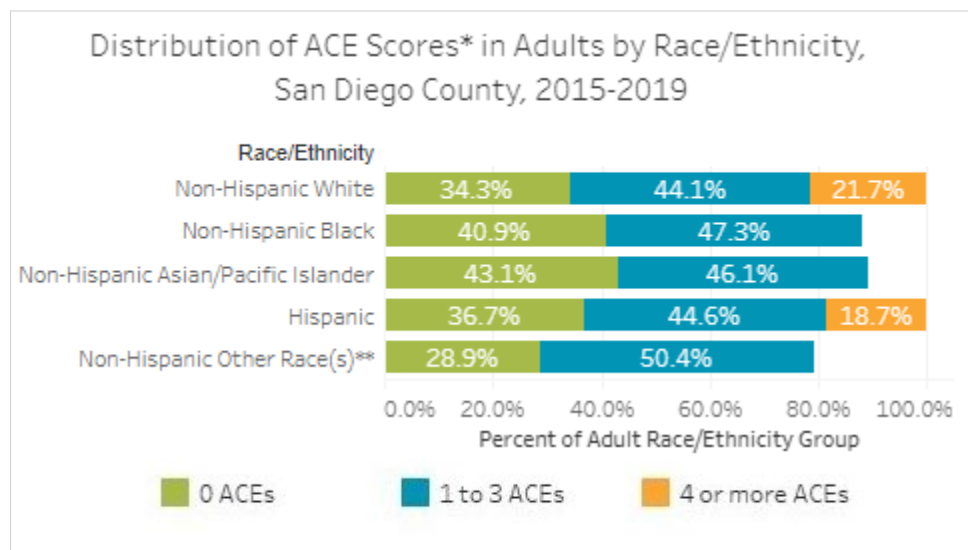 Distribution of ACE Scores* in Adults by Race/Ethnicity,
San Diego County, 2015-2019
Race/Ethnicity
Non-Hispanic White 34.3% 44.1% 21.7%
Non-Hispanic Black 40.9% 47.3%
Non-Hispanic Asian/Pacific Islander 43.1% 46.1%
Hispanic 36.7% 44.6% 18.7%
Non-Hispanic Other Race(s)** 28.9% 50.4%
0.0% 20.0% 40.0% 60.0% 80.0% 100.0%
Percent of Adult Race/Ethnicity Group
0 ACEs 1 to 3 ACEs 4 or more ACEs